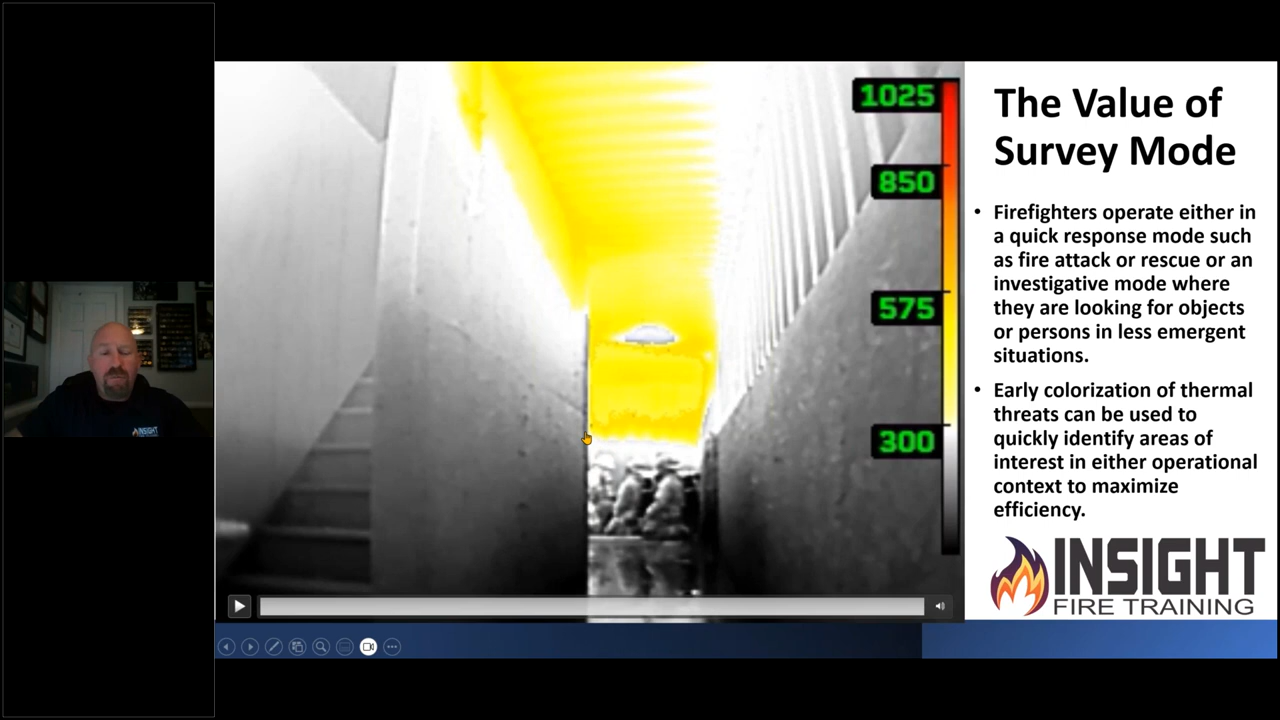 1025
850
575
300
The Value of
Survey Mode
• Firefighters operate either in
a quick response mode such
as fire attack or rescue or an
investigative mode where
they are looking for objects
or persons in less emergent
situations.
• Early colorization of thermal
threats can be used to
quickly identify areas of
interest in either operational
context to maximize
efficiency.
INSIGHT
FIRE TRAINING
INSIGHT